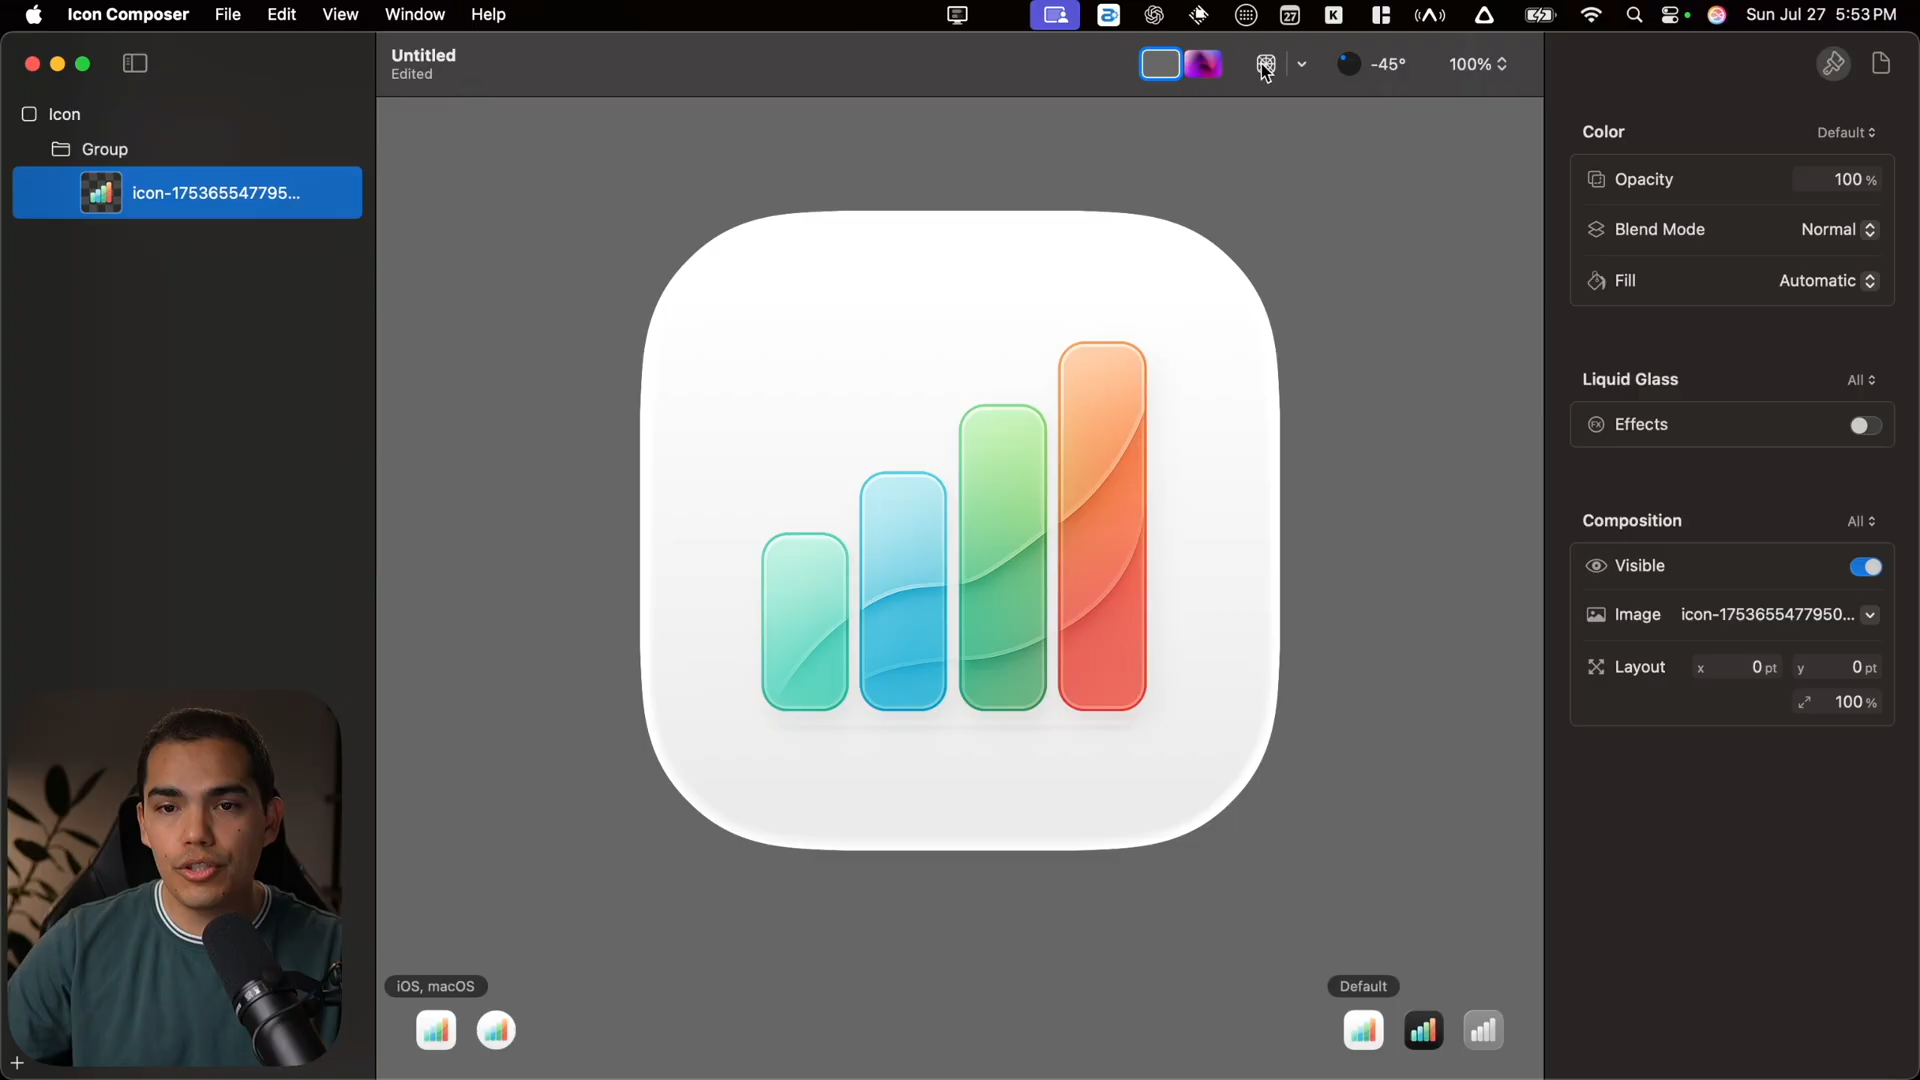 Icon Composer File Edit View Window Help
27 K Sun Jul 27 5:53 PM
Untitled
Edited
-45° 100%
Icon
Group
icon-175365547795...
Color Default
Opacity 100 %
Blend Mode Normal
Fill Automatic
Liquid Glass All
FX Effects
Composition All
Visible
Image icon-1753655477950...
Layout x 0 pt y 0 pt
100 %
iOS, macOS
Default